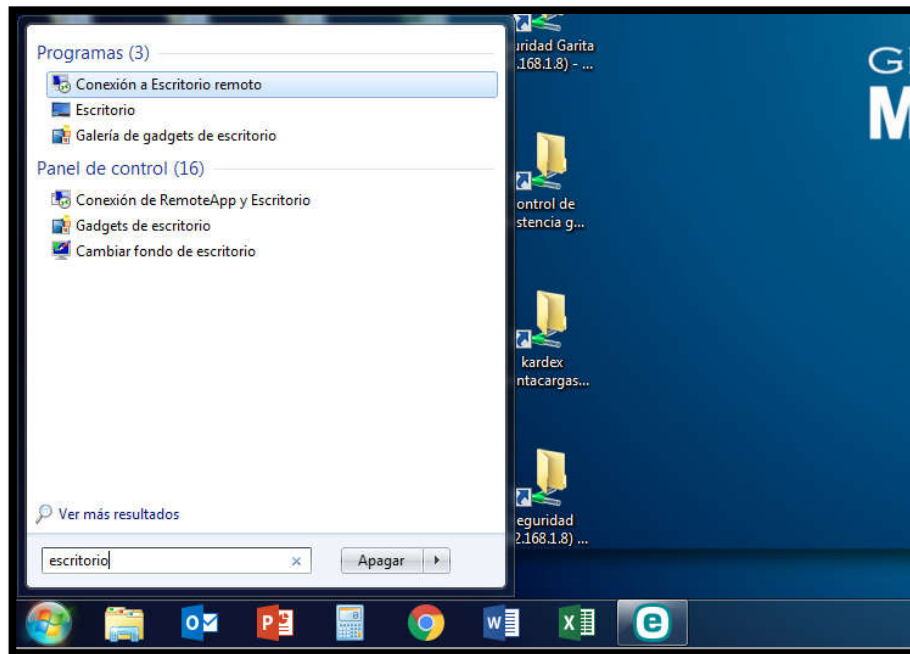 Programas (3)
Conexión a Escritorio remoto
Escritorio
Galería de gadgets de escritorio
Panel de control (16)
Conexión de RemoteApp y Escritorio
Gadgets de escritorio
Cambiar fondo de escritorio
Ver más resultados
escritorio
Apagar
uridad Garita
.168.1.8) - ...
ontrol de
stencia g...
kardex
ntacargas...
eguridad
2.168.1.8) ...
G
M